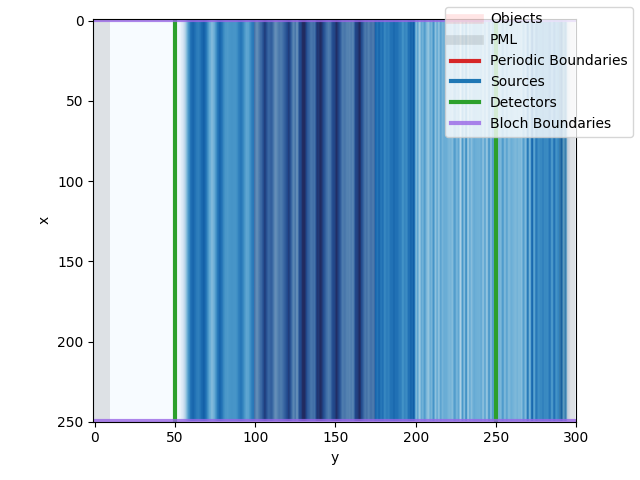 Objects
PML
Periodic Boundaries
Sources
Detectors
Bloch Boundaries
0
50
100
150
200
250
x
0 50 100 150 200 250 300
y